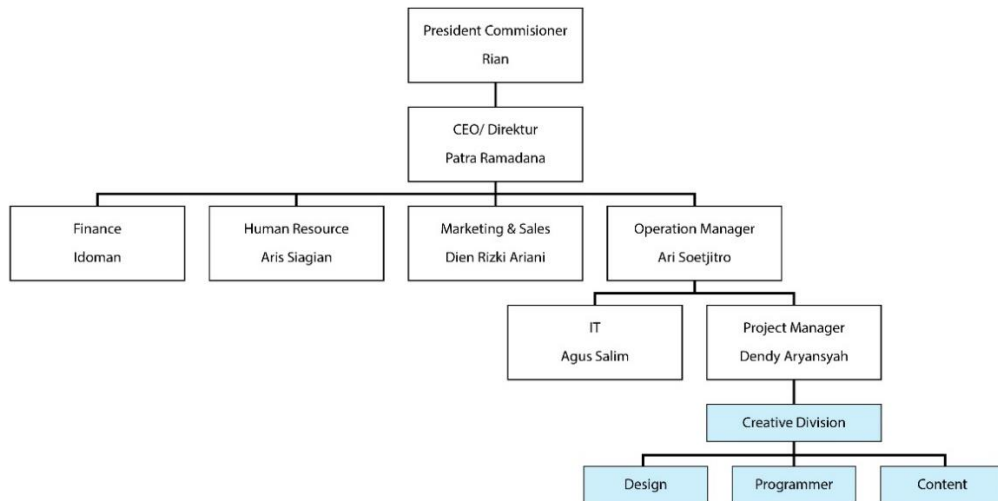 President Commisioner
Rian
CEO/ Direktur
Patra Ramadana
Finance
Idoman
Human Resource
Aris Siagian
Marketing & Sales
Dien Rizki Ariani
Operation Manager
Ari Soetjitro
IT
Agus Salim
Project Manager
Dendy Aryansyah
Creative Division
Design
Programmer
Content